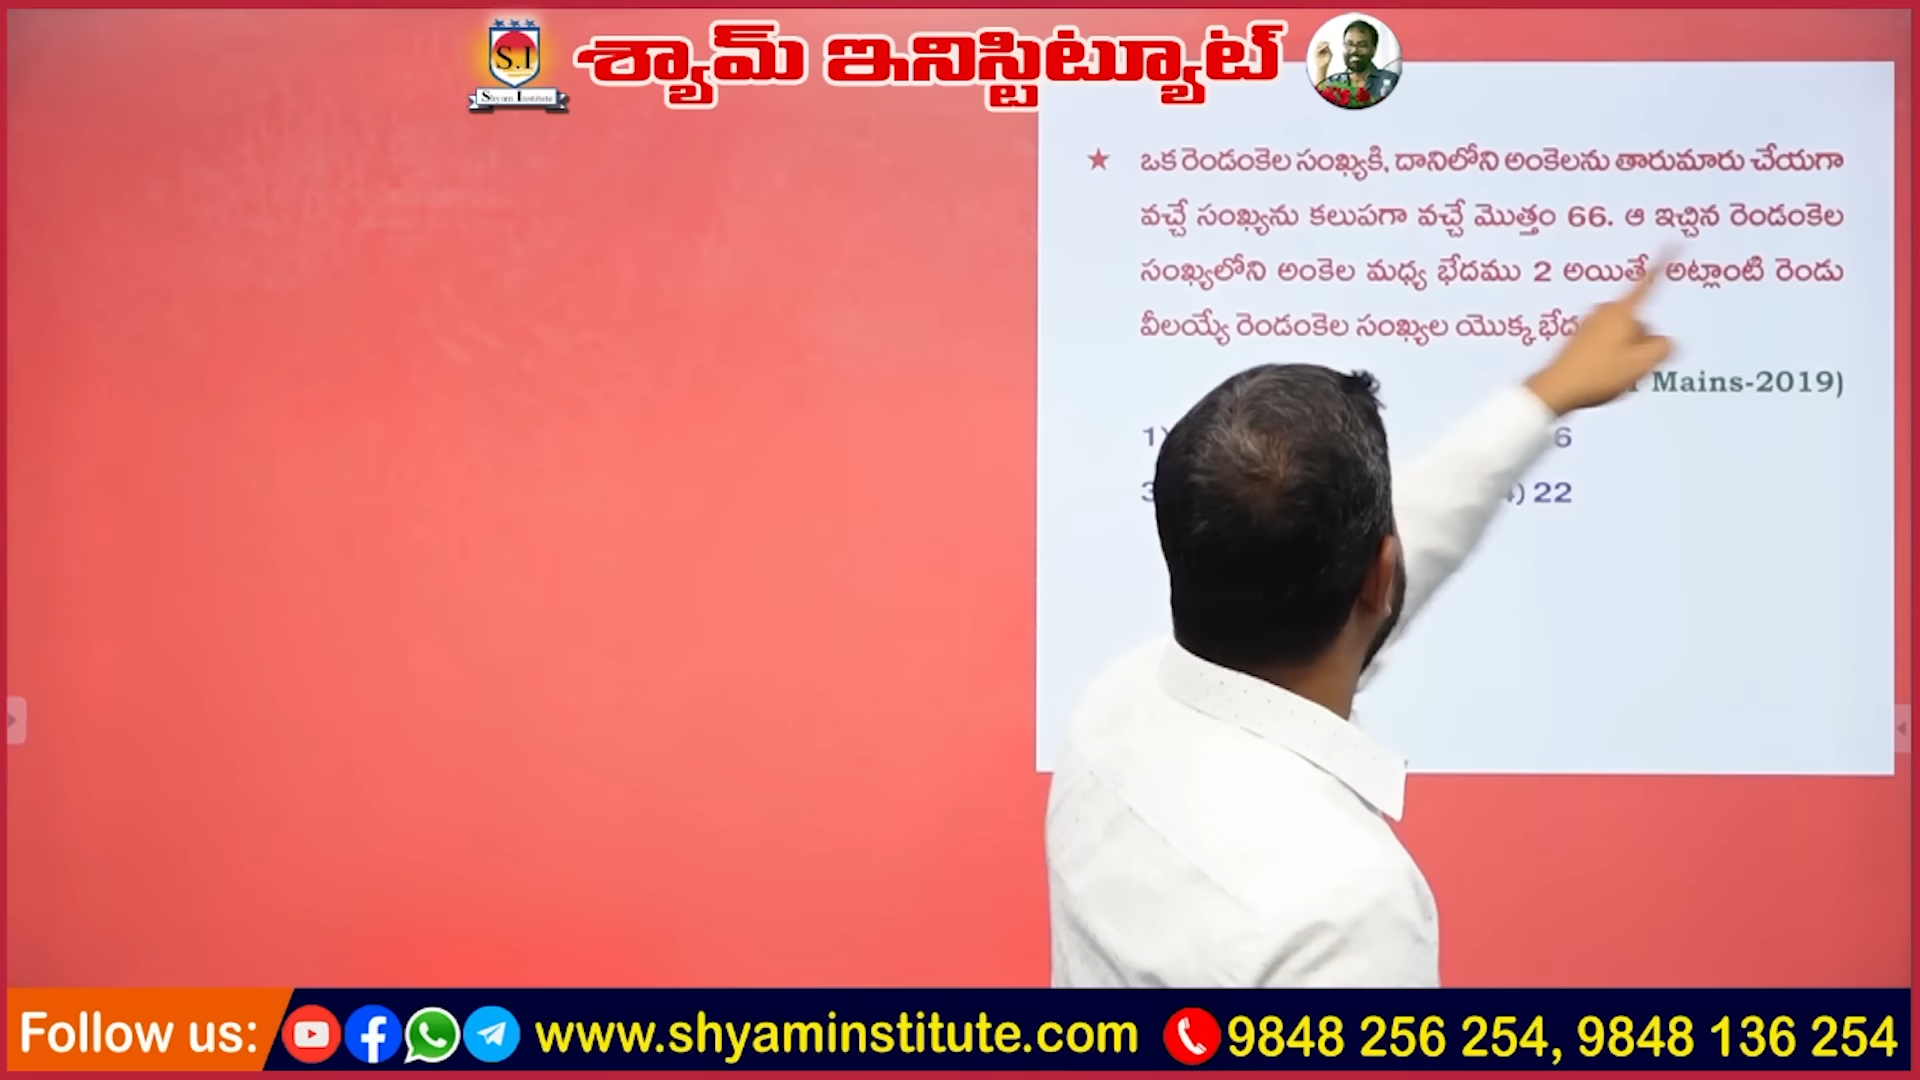 S.I
Shyam Institute
శ్యామ్ ఇనిస్టిట్యూట్
★ ఒక రెండంకెల సంఖ్యకి, దానిలోని అంకెలను తారుమారు చేయగా
వచ్చే సంఖ్యను కలుపగా వచ్చే మొత్తం 66. ఆ ఇచ్చిన రెండంకెల
సంఖ్యలోని అంకెల మధ్య భేదము 2 అయితే, అట్లాంటి రెండు
వీలయ్యే రెండంకెల సంఖ్యల యొక్క
Mains-2019)
1) 6
3 4) 22
Follow us: www.shyaminstitute.com 9848 256 254, 9848 136 254